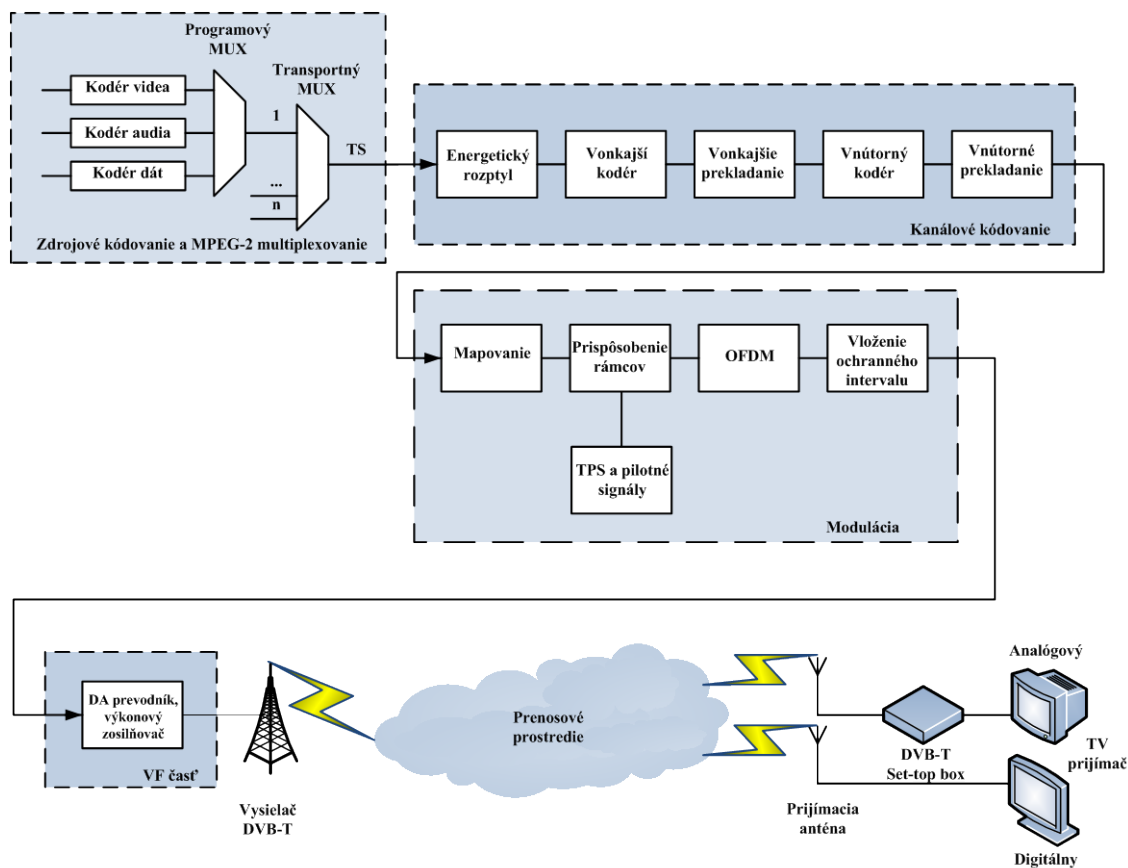 Programový
MUX
Transportný
MUX
Kodér videa
Kodér audia
Kodér dát
1
...
n
TS
Zdrojové kódovanie a MPEG-2 multiplexovanie
Energetický
rozptyl
Vonkajší
kodér
Vonkajšie
prekladanie
Vnútorný
kodér
Vnútorné
prekladanie
Kanálové kódovanie
Mapovanie
Prispôsobenie
rámcov
OFDM
Vloženie
ochranného
intervalu
TPS a pilotné
signály
Modulácia
DA prevodník,
výkonový
zosilňovač
VF časť
Vysielač
DVB-T
Prenosové
prostredie
Prijímacia
anténa
DVB-T
Set-top box
Analógový
TV
prijímač
Digitálny